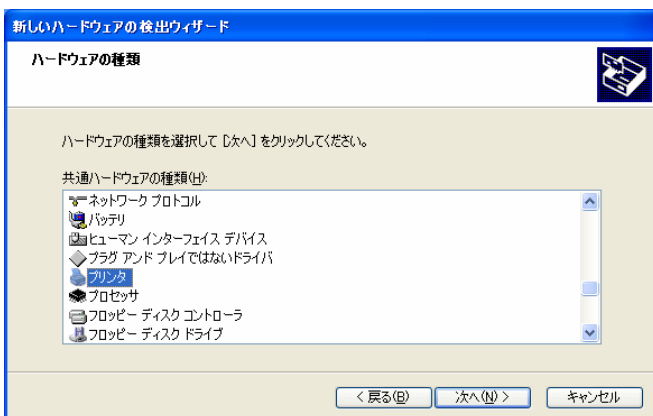 新しいハードウェアの検出ウィザード
ハードウェアの種類
ハードウェアの種類を選択して [次へ] をクリックしてください。
共通ハードウェアの種類(H):
ネットワーク プロトコル
バッテリ
ヒューマン インターフェイス デバイス
プラグ アンド プレイではないドライバ
プリンタ
プロセッサ
フロッピー ディスク コントローラ
フロッピー ディスク ドライブ
< 戻る(B) 次へ(N) > キャンセル